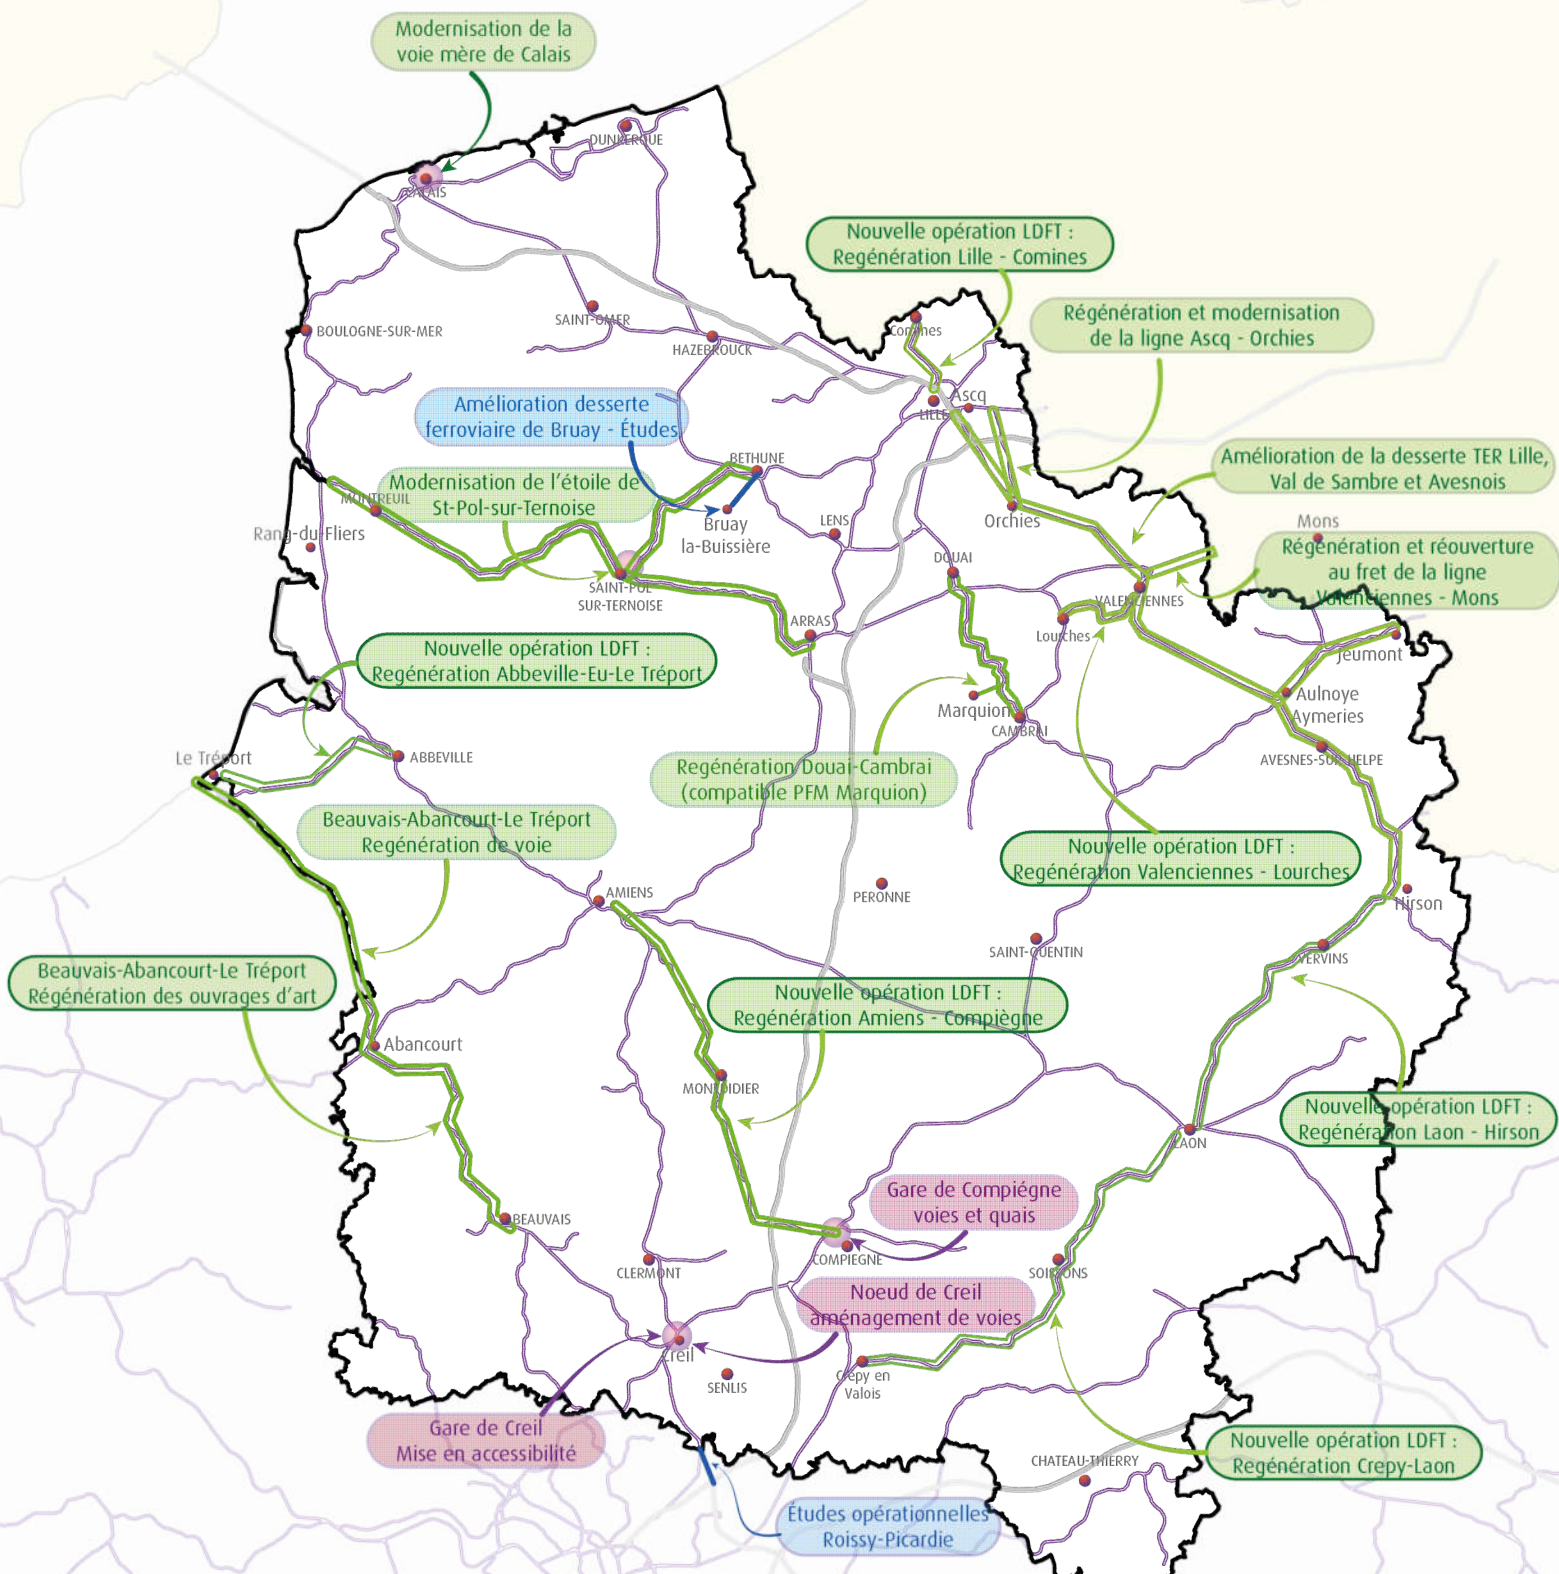 Modernisation de la
voie mère de Calais
DUNKERQUE
CALAIS
Nouvelle opération LDFT :
Regénération Lille - Comines
SAINT-OMER
BOULOGNE-SUR-MER
HAZEBROUCK
Comines
Régénération et modernisation
de la ligne Ascq - Orchies
Ascq
LILLE
Amélioration desserte
ferroviaire de Bruay - Études
BETHUNE
Amélioration de la desserte TER Lille,
Val de Sambre et Avesnois
Modernisation de l'étoile de
St-Pol-sur-Ternoise
MONTREUIL
Rang-du-Fliers
Bruay
la-Buissière
LENS
Orchies
DOUAI
Mons
Régénération et réouverture
au fret de la ligne
Valenciennes - Mons
SAINT-POL
SUR-TERNOISE
VALENCIENNES
ARRAS
Lourches
Jeumont
Nouvelle opération LDFT :
Regénération Abbeville-Eu-Le Tréport
Aulnoye
Aymeries
Marquion
CAMBRAI
Le Tréport
ABBEVILLE
AVESNES-SUR-HELPE
Regénération Douai-Cambrai
(compatible PFM Marquion)
Beauvais-Abancourt-Le Tréport
Regénération de voie
Nouvelle opération LDFT :
Regénération Valenciennes - Lourches
AMIENS
PERONNE
Hirson
SAINT-QUENTIN
VERVINS
Beauvais-Abancourt-Le Tréport
Régénération des ouvrages d'art
Nouvelle opération LDFT :
Regénération Amiens - Compiègne
Abancourt
MONTDIDIER
Nouvelle opération LDFT :
Regénération Laon - Hirson
LAON
Gare de Compiégne
voies et quais
BEAUVAIS
COMPIEGNE
CLERMONT
SOISSONS
Noeud de Creil
aménagement de voies
Creil
SENLIS
Crépy en
Valois
Gare de Creil
Mise en accessibilité
Nouvelle opération LDFT :
Regénération Crepy-Laon
CHATEAU-THIERRY
Études opérationnelles
Roissy-Picardie